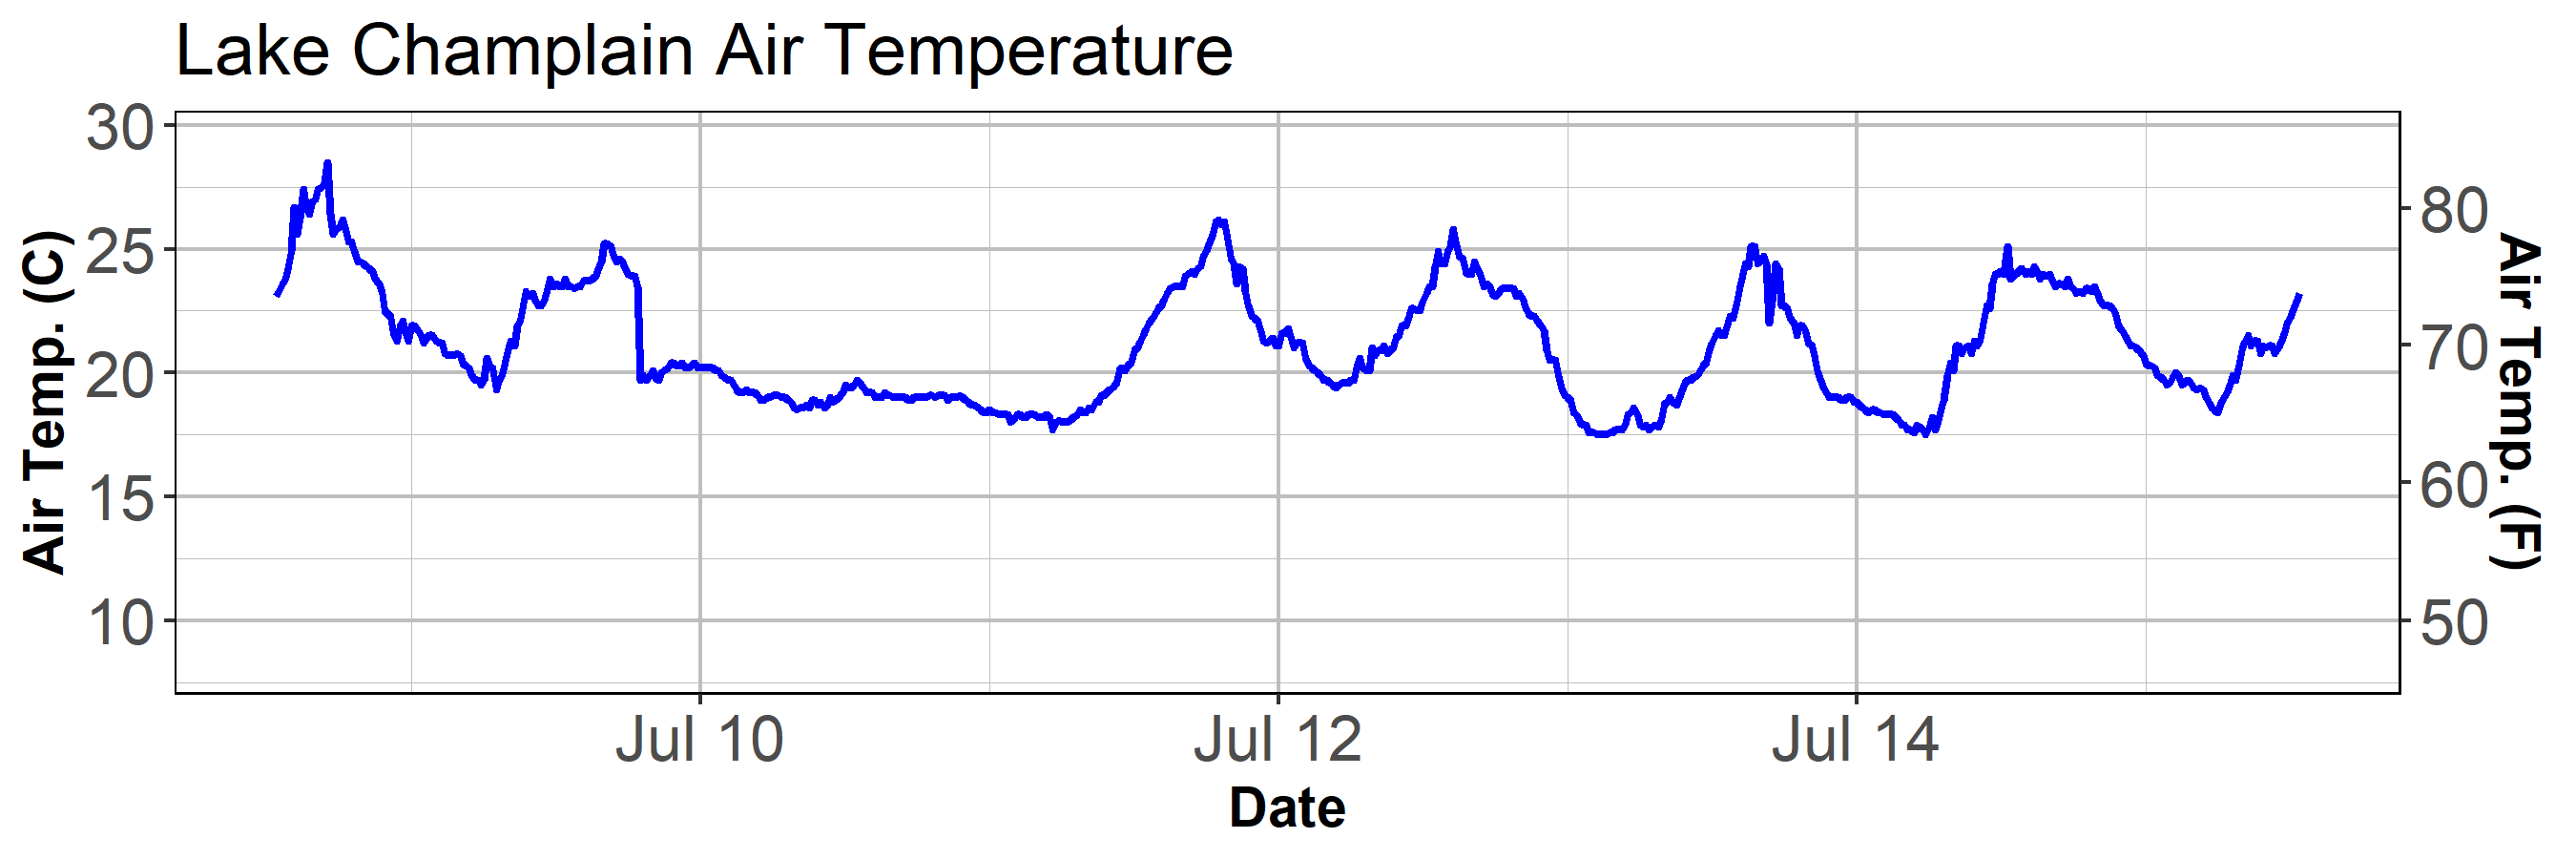 Lake Champlain Air Temperature
30
25
20
15
10
Air Temp. (C)
80
70
60
50
Air Temp. (F)
Jul 10
Jul 12
Jul 14
Date